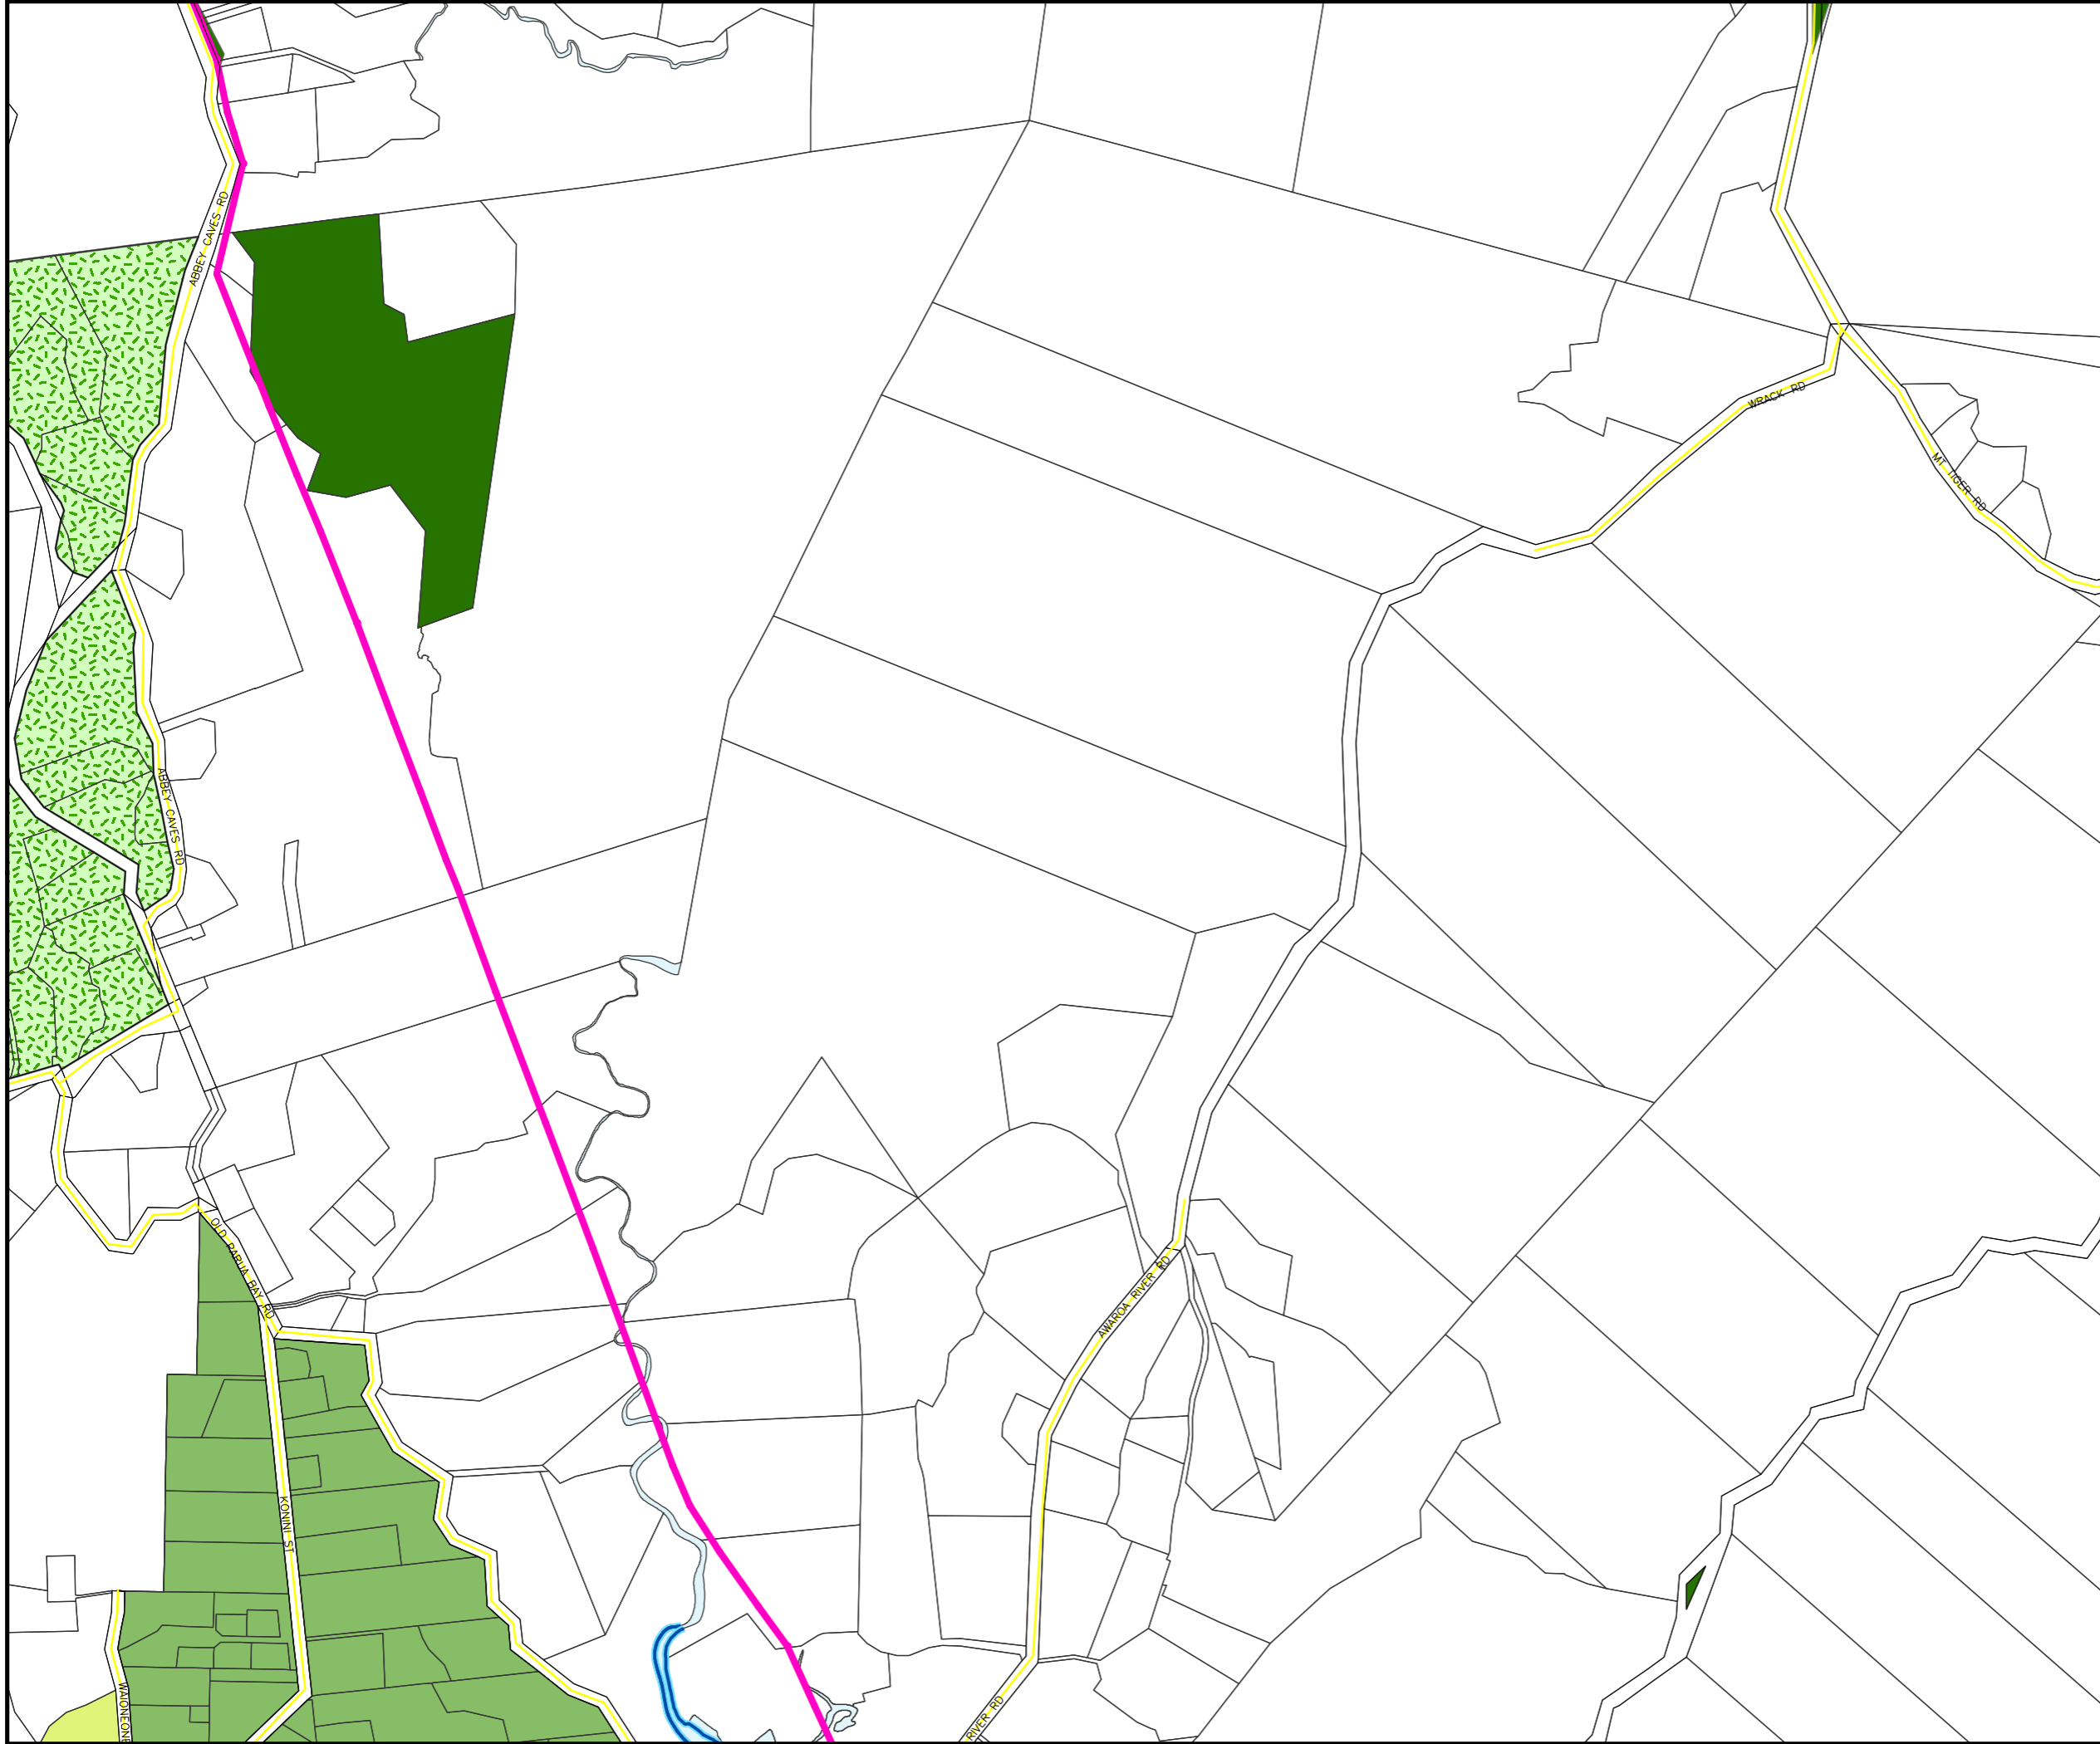 ABBEY CAVES RD
WRACK RD
MT TIGER RD
ABBEY CAVES RD
OLD PARUA BAY RD
AWAROA RIVER RD
KONINI ST
RIVER RD